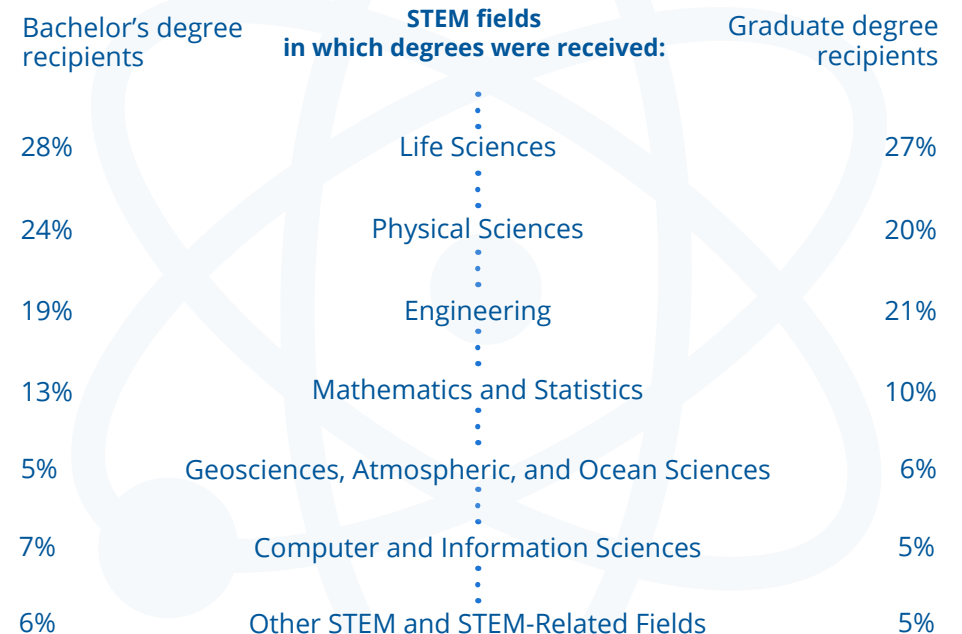 Bachelor’s degree
recipients
STEM fields
in which degrees were received:
Graduate degree
recipients
28% Life Sciences 27%
24% Physical Sciences 20%
19% Engineering 21%
13% Mathematics and Statistics 10%
5% Geosciences, Atmospheric, and Ocean Sciences 6%
7% Computer and Information Sciences 5%
6% Other STEM and STEM-Related Fields 5%